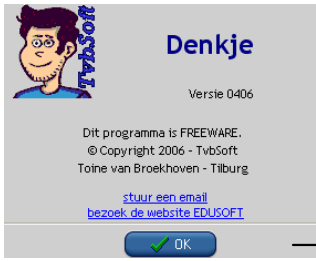 TvbSoft
Denkje
Versie 0406
Dit programma is FREEWARE.
© Copyright 2006 - TvbSoft
Toine van Broekhoven - Tilburg
stuur een email
bezoek de website EDUSOFT
OK